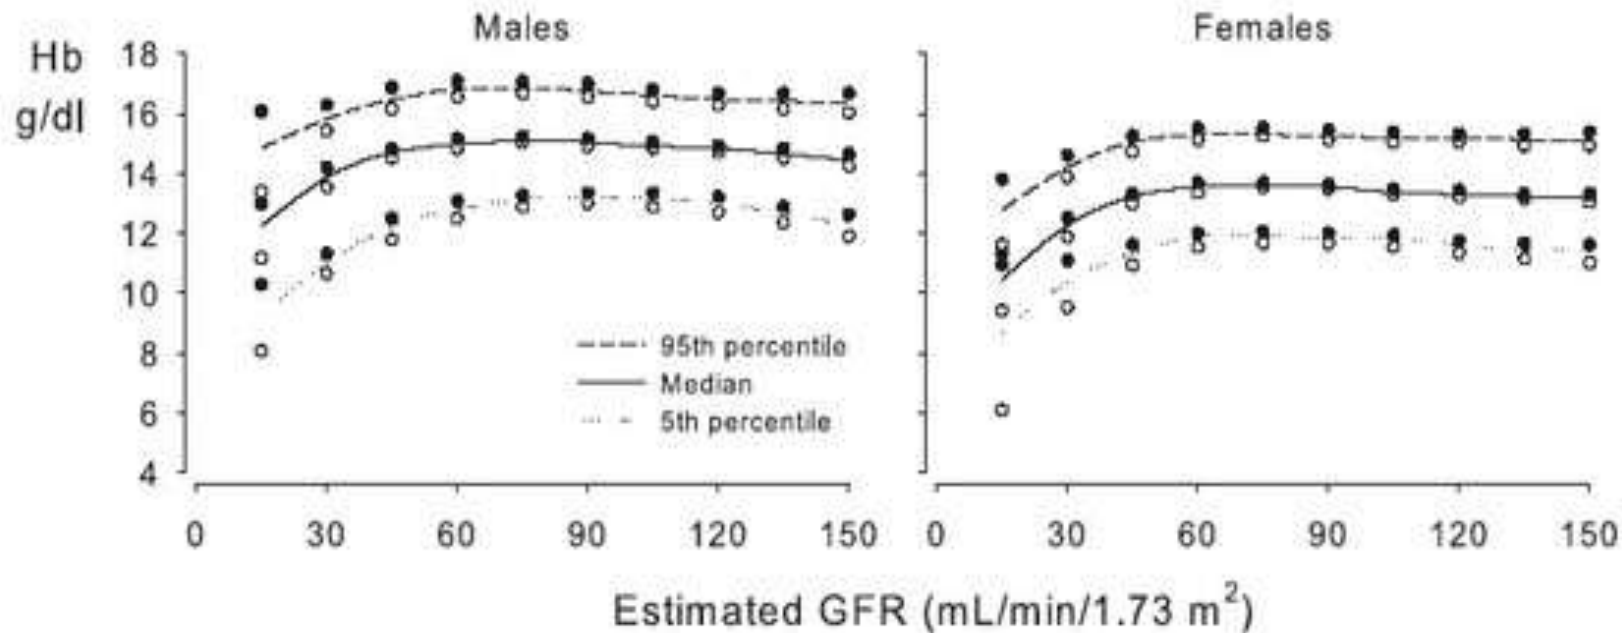 Males
Females
Hb
g/dl
18
16
14
12
10
8
6
4
95th percentile
Median
5th percentile
0 30 60 90 120 150
0 30 60 90 120 150
Estimated GFR (mL/min/1.73 m²)